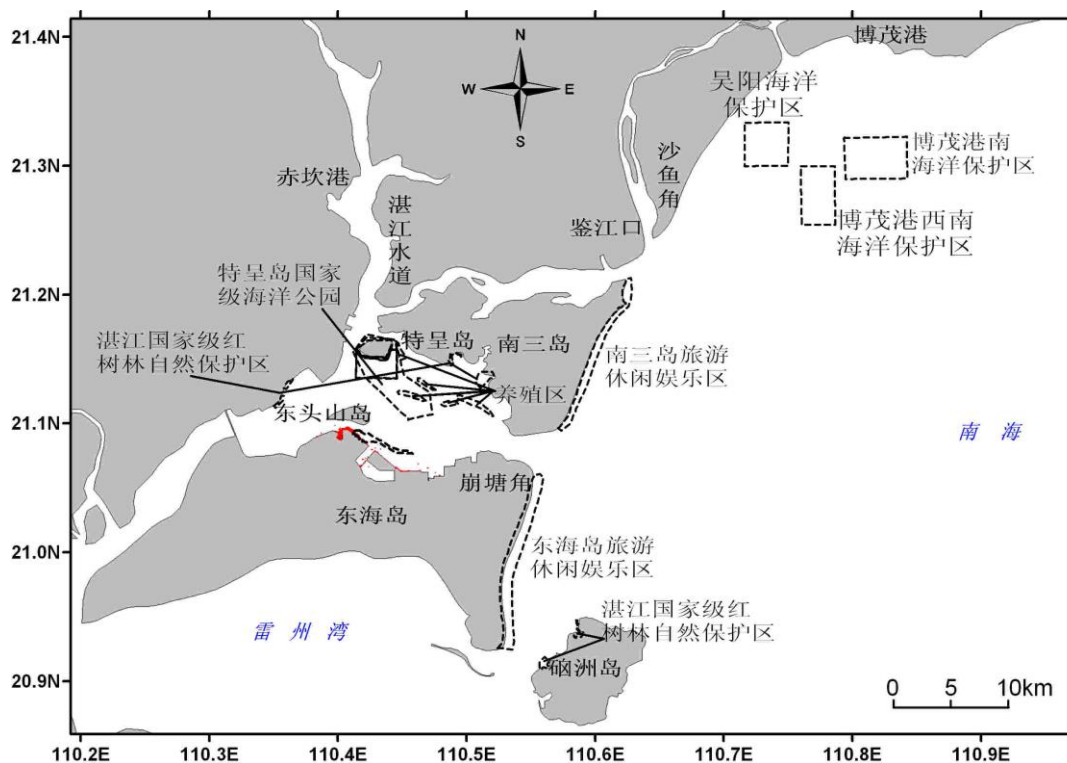 21.4N
21.3N
21.2N
21.1N
21.0N
20.9N
110.2E
110.3E
110.4E
110.5E
110.6E
110.7E
110.8E
110.9E
N
W
E
S
博茂港
吴阳海洋
保护区
博茂港南
海洋保护区
博茂港西南
海洋保护区
沙鱼角
鉴江口
赤坎港
湛江水道
特呈岛国家
级海洋公园
特呈岛
南三岛
湛江国家级红
树林自然保护区
养殖区
南三岛旅游
休闲娱乐区
东头山岛
南 海
崩塘角
东海岛
东海岛旅游
休闲娱乐区
雷 州 湾
湛江国家级红
树林自然保护区
硇洲岛
0 5 10km